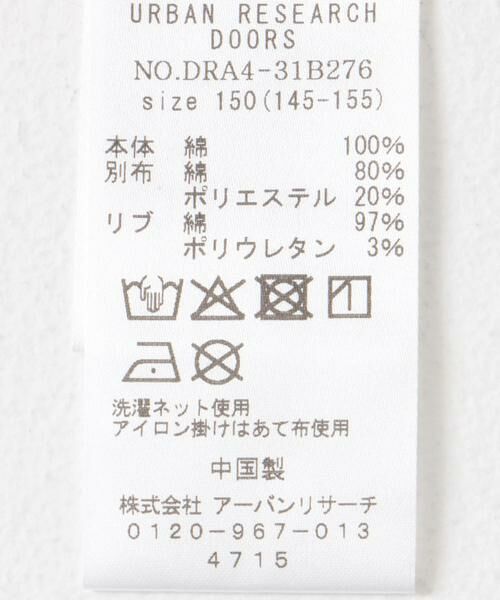 URBAN RESEARCH
DOORS
NO.DRA4-31B276
size 150(145-155)
本体 綿 100%
別布 綿 80%
ポリエステル 20%
リブ 綿 97%
ポリウレタン 3%
洗濯ネット使用
アイロン掛けはあて布使用
中国製
株式会社 アーバンリサーチ
0120-967-013
4715